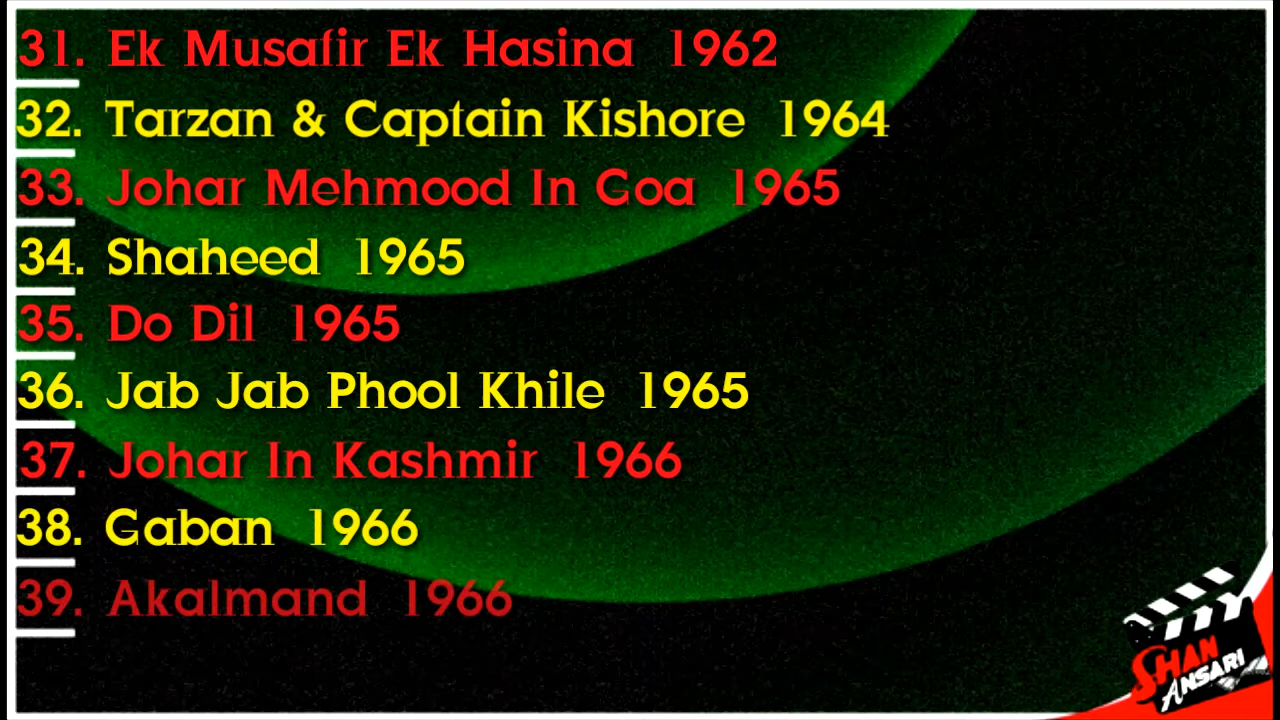 31. Ek Musafir Ek Hasina 1962
32. Tarzan & Captain Kishore 1964
33. Johar Mehmood In Goa 1965
34. Shaheed 1965
35. Do Dil 1965
36. Jab Jab Phool Khile 1965
37. Johar In Kashmir 1966
38. Gaban 1966
39. Akalmand 1966
SHAN
ANSARI